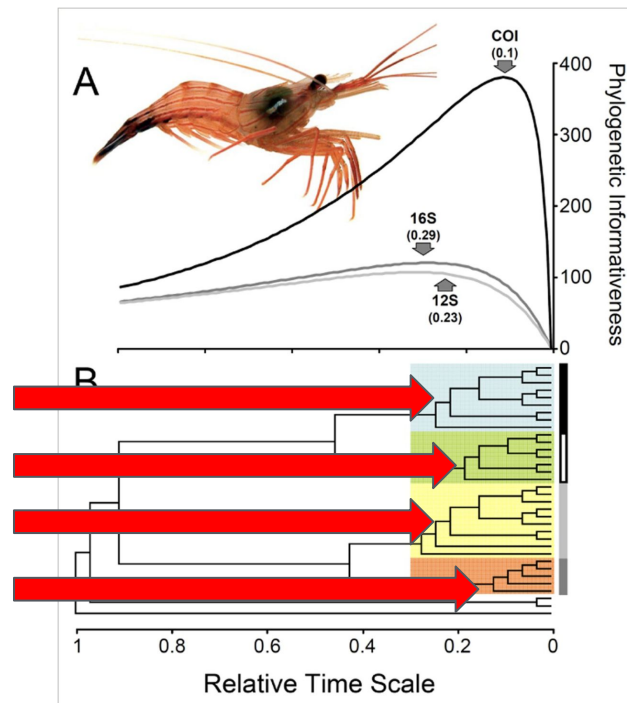 A
COI
(0.1)
400
300
200
100
0
Phylogenetic Informativeness
16S
(0.29)
12S
(0.23)
B
1 0.8 0.6 0.4 0.2 0
Relative Time Scale